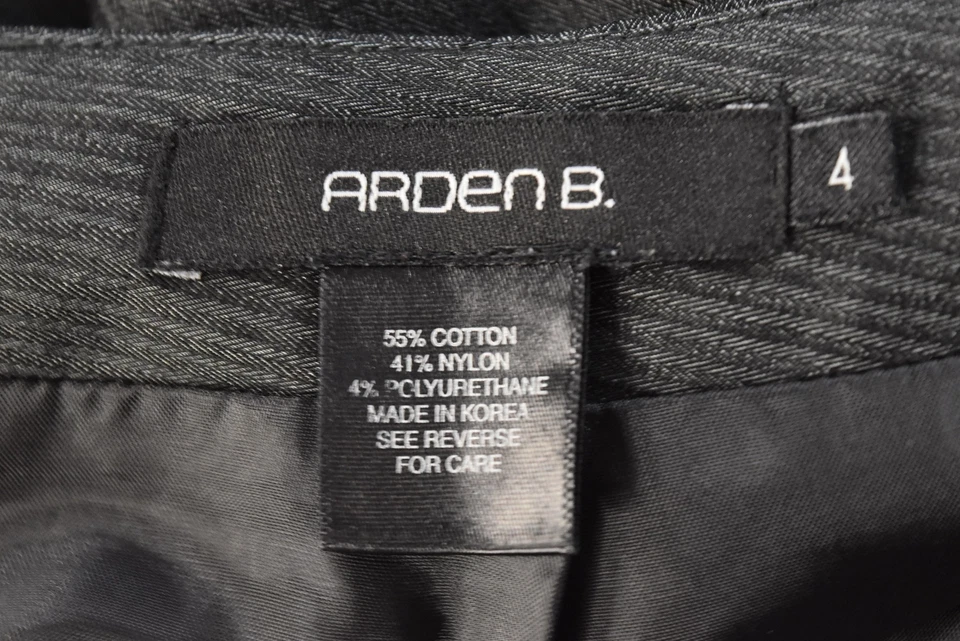 ARDEN B.
4
55% COTTON
41% NYLON
4% POLYURETHANE
MADE IN KOREA
SEE REVERSE
FOR CARE